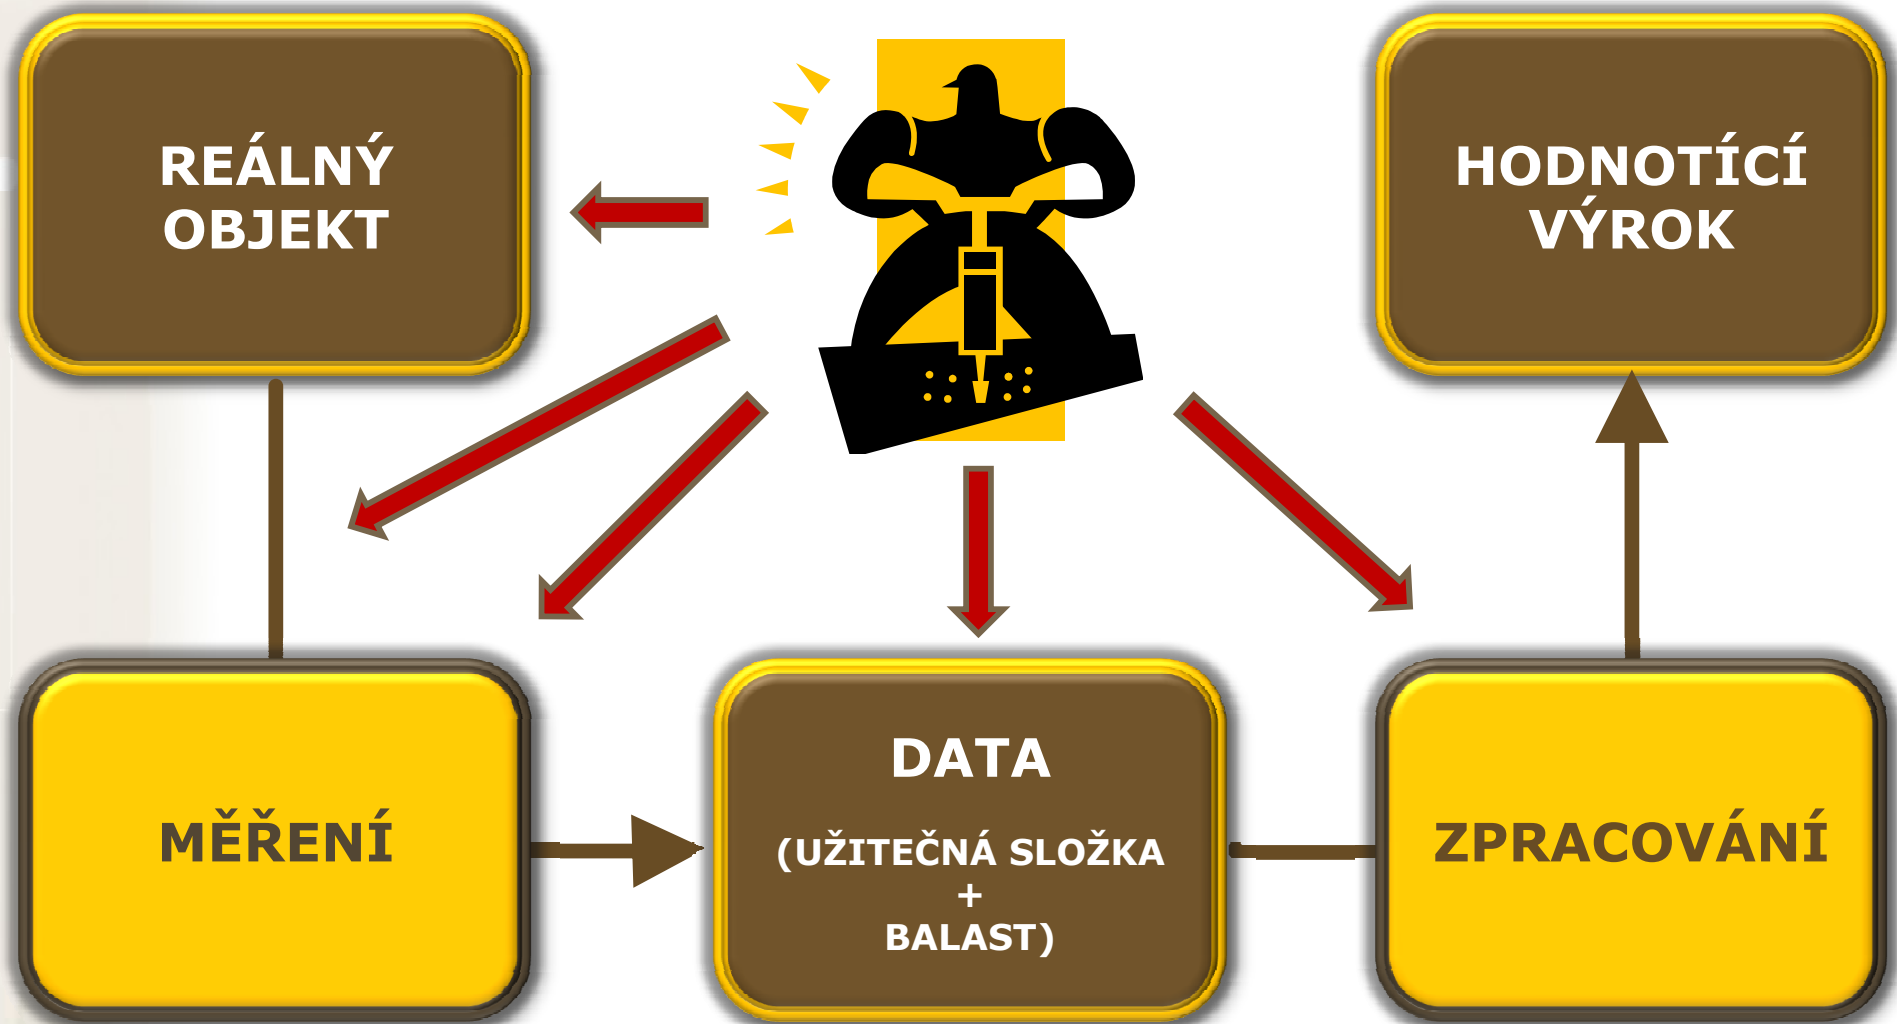 REÁLNÝ
OBJEKT
HODNOTÍCÍ
VÝROK
MĚŘENÍ
DATA
(UŽITEČNÁ SLOŽKA
+
BALAST)
ZPRACOVÁNÍ